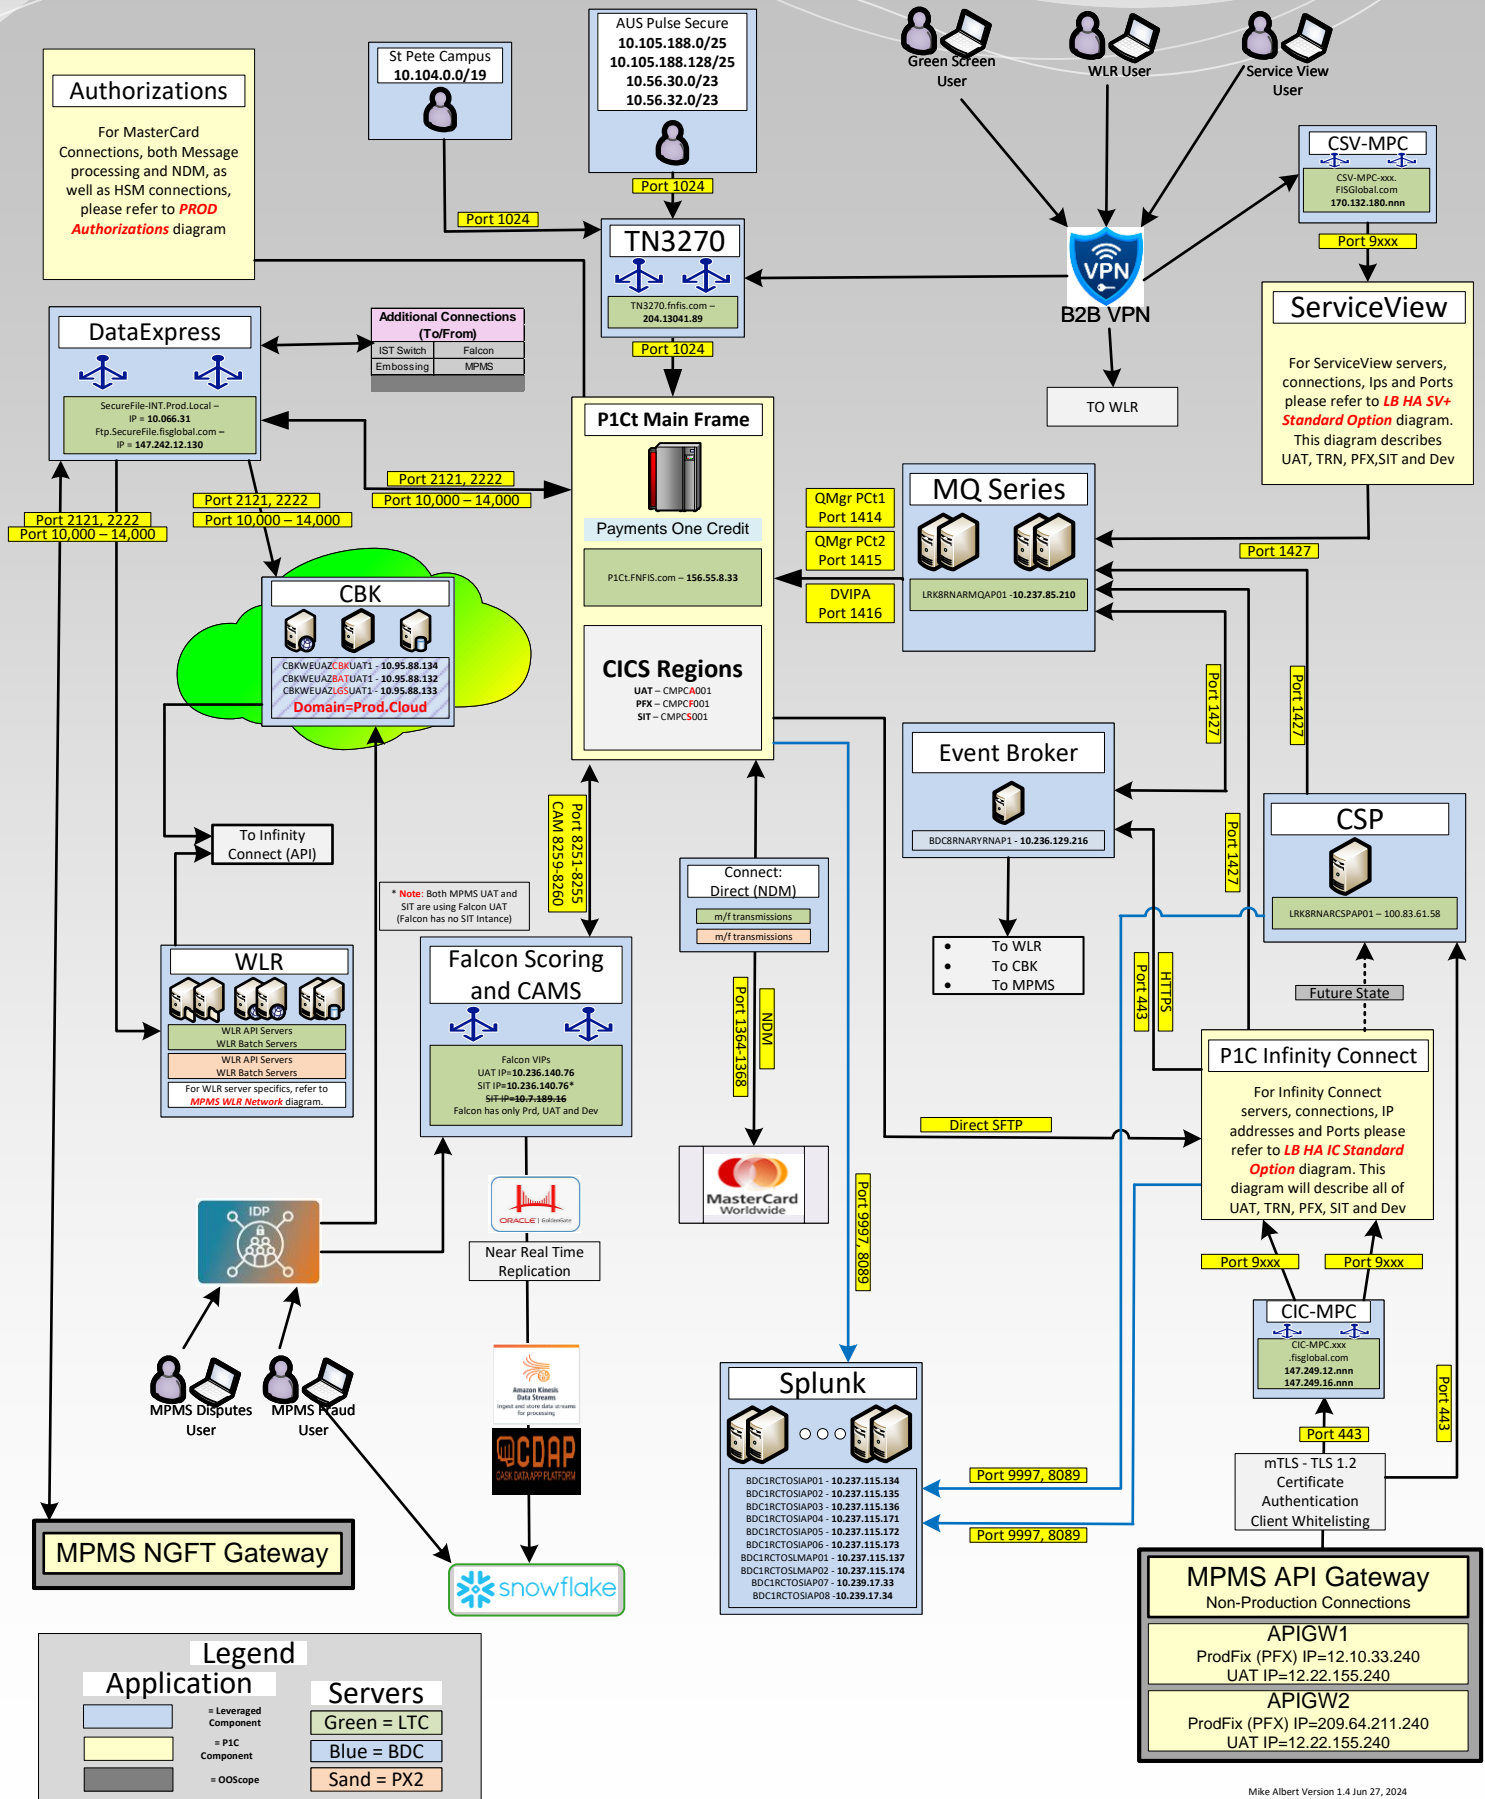 Authorizations
For MasterCard
Connections, both Message
processing and NDM, as
well as HSM connections,
please refer to PROD
Authorizations diagram
St Pete Campus
10.104.0.0/19
AUS Pulse Secure
10.105.188.0/25
10.105.188.128/25
10.56.30.0/23
10.56.32.0/23
Green Screen
User
WLR User
Service View
User
Port 1024
Port 1024
TN3270
TN3270.fnfis.com –
204.13041.89
Port 1024
VPN
B2B VPN
TO WLR
CSV-MPC
CSV-MPC-xxx.
FISGlobal.com
170.132.180.nnn
Port 9xxx
ServiceView
For ServiceView servers,
connections, Ips and Ports
please refer to LB HA SV+
Standard Option diagram.
This diagram describes
UAT, TRN, PFX,SIT and Dev
DataExpress
SecureFile-INT.Prod.Local –
IP = 10.066.31
Ftp.SecureFile.fisglobal.com –
IP = 147.242.12.130
Additional Connections
(To/From)
IST Switch Falcon
Embossing MPMS
Port 2121, 2222
Port 10,000 – 14,000
Port 2121, 2222
Port 10,000 – 14,000
Port 2121, 2222
Port 10,000 – 14,000
P1Ct Main Frame
Payments One Credit
P1Ct.FNFIS.com – 156.55.8.33
CICS Regions
UAT – CMPCA001
PFX – CMPCF001
SIT – CMPCS001
QMgr PCt1
Port 1414
QMgr PCt2
Port 1415
DVIPA
Port 1416
MQ Series
LRK8RNARMQAP01 -10.237.85.210
Port 1427
Port 1427
Port 1427
Port 1427
CBK
CBKWEUAZCBKUAT1 - 10.95.88.134
CBKWEUAZBATUAT1 - 10.95.88.132
CBKWEUAZLGSUAT1 - 10.95.88.133
Domain=Prod.Cloud
To Infinity
Connect (API)
Event Broker
BDC8RNARYRNAP1 - 10.236.129.216
• To WLR
• To CBK
• To MPMS
CSP
LRK8RNARCSPAP01 – 100.83.61.58
Future State
HTTPS
Port 443
Port 8251-8255
CAM 8259-8260
* Note: Both MPMS UAT and
SIT are using Falcon UAT
(Falcon has no SIT Intance)
Connect:
Direct (NDM)
m/f transmissions
m/f transmissions
NDM
Port 1364-1368
WLR
WLR API Servers
WLR Batch Servers
WLR API Servers
WLR Batch Servers
For WLR server specifics, refer to
MPMS WLR Network diagram.
Falcon Scoring
and CAMS
Falcon VIPs
UAT IP=10.236.140.76
SIT IP=10.236.140.76*
SIT IP=10.7.189.16
Falcon has only Prd, UAT and Dev
P1C Infinity Connect
For Infinity Connect
servers, connections, IP
addresses and Ports please
refer to LB HA IC Standard
Option diagram. This
diagram will describe all of
UAT, TRN, PFX, SIT and Dev
Direct SFTP
MasterCard
Worldwide
ORACLE | GoldenGate
Near Real Time
Replication
IDP
MPMS Disputes
User
MPMS Fraud
User
Amazon Kinesis
Data Streams
Ingest and store data streams
for processing
CDAP
CASK DATA APP PLATFORM
snowflake
Port 9997, 8089
Splunk
BDC1RCTOSIAP01 - 10.237.115.134
BDC1RCTOSIAP02 - 10.237.115.135
BDC1RCTOSIAP03 - 10.237.115.136
BDC1RCTOSIAP04 - 10.237.115.171
BDC1RCTOSIAP05 - 10.237.115.172
BDC1RCTOSIAP06 - 10.237.115.173
BDC1RCTOSLMAP01 - 10.237.115.137
BDC1RCTOSLMAP02 - 10.237.115.174
BDC1RCTOSIAP07 - 10.239.17.33
BDC1RCTOSIAP08 -10.239.17.34
Port 9997, 8089
Port 9997, 8089
Port 9xxx
Port 9xxx
CIC-MPC
CIC-MPC.xxx
.fisglobal.com
147.249.12.nnn
147.249.16.nnn
Port 443
Port 443
mTLS - TLS 1.2
Certificate
Authentication
Client Whitelisting
MPMS NGFT Gateway
MPMS API Gateway
Non-Production Connections
APIGW1
ProdFix (PFX) IP=12.10.33.240
UAT IP=12.22.155.240
APIGW2
ProdFix (PFX) IP=209.64.211.240
UAT IP=12.22.155.240
Legend
Application
= Leveraged
Component
= P1C
Component
= OOScope
Servers
Green = LTC
Blue = BDC
Sand = PX2
Mike Albert Version 1.4 Jun 27, 2024